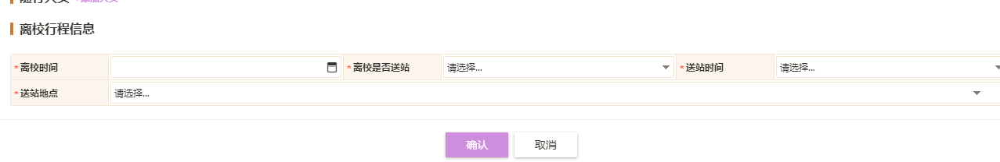 离校行程信息
* 离校时间 * 离校是否送站 请选择... * 送站时间 请选择...
* 送站地点 请选择...
确认 取消